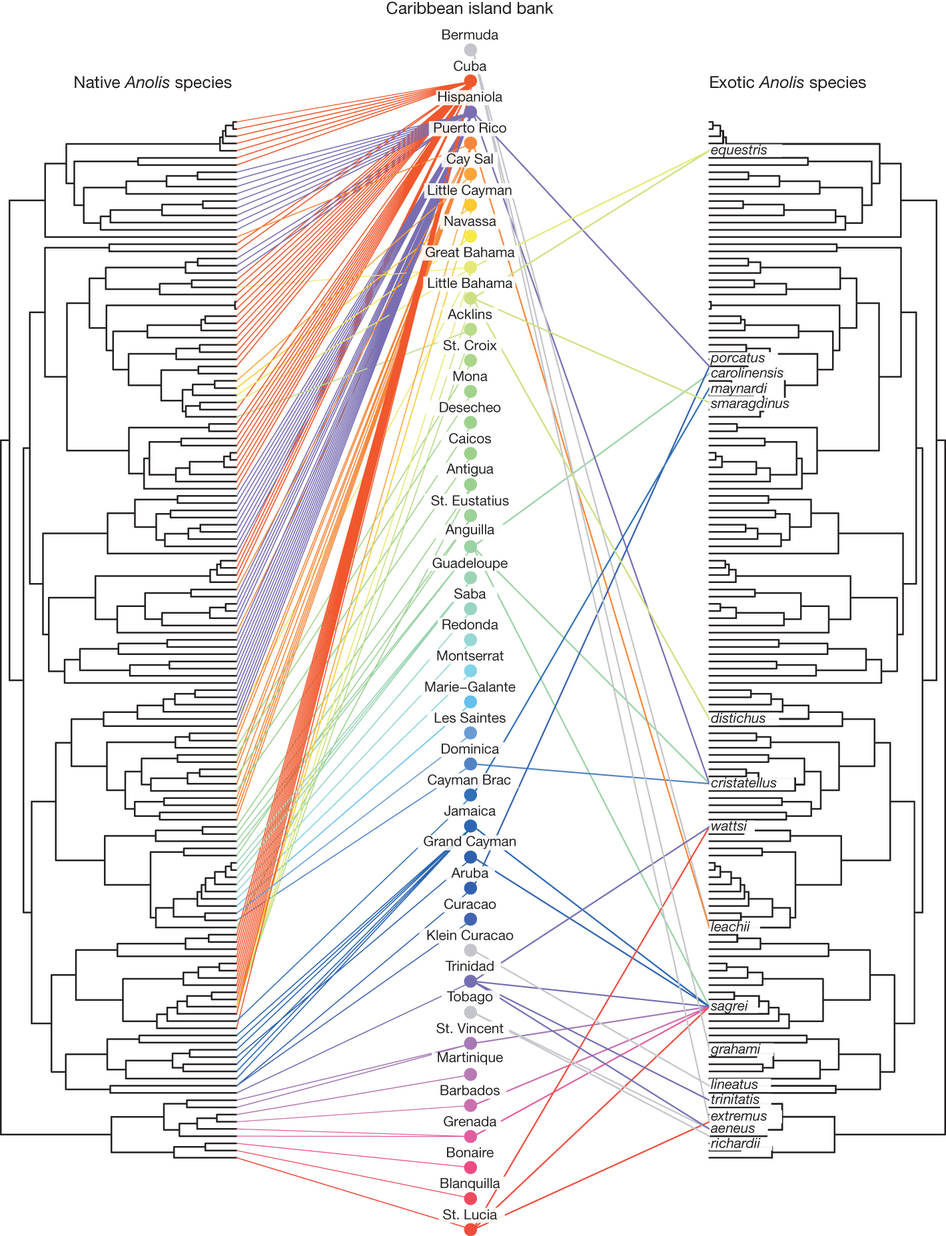 Caribbean island bank
Native Anolis species
Exotic Anolis species
Bermuda
Cuba
Hispaniola
Puerto Rico
Cay Sal
Little Cayman
Navassa
Great Bahama
Little Bahama
Acklins
St. Croix
Mona
Desecheo
Caicos
Antigua
St. Eustatius
Anguilla
Guadeloupe
Saba
Redonda
Montserrat
Marie–Galante
Les Saintes
Dominica
Cayman Brac
Jamaica
Grand Cayman
Aruba
Curacao
Klein Curacao
Trinidad
Tobago
St. Vincent
Martinique
Barbados
Grenada
Bonaire
Blanquilla
St. Lucia
equestris
porcatus
carolinensis
maynardi
smaragdinus
distichus
cristatellus
wattsi
leachii
sagrei
grahami
lineatus
trinitatis
extremus
aeneus
richardii